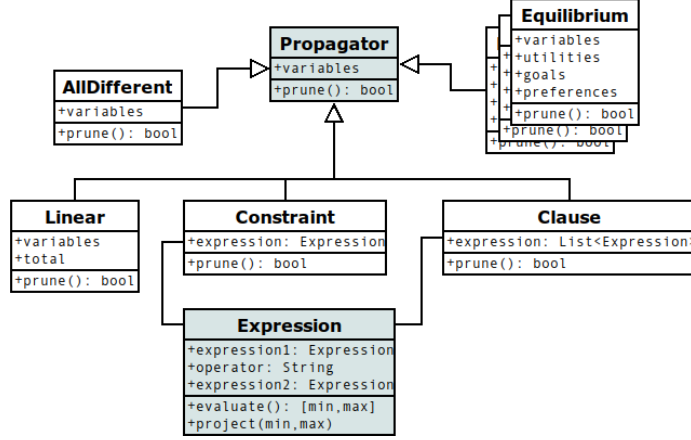 Propagator
+variables
+prune(): bool
AllDifferent
+variables
+prune(): bool
Equilibrium
+variables
+utilities
+goals
+preferences
+prune(): bool
prune(): bool
prune(): bool
Linear
+variables
+total
+prune(): bool
Constraint
+expression: Expression
+prune(): bool
Clause
+expression: List<Expression>
+prune(): bool
Expression
+expression1: Expression
+operator: String
+expression2: Expression
+evaluate(): [min,max]
+project(min,max)